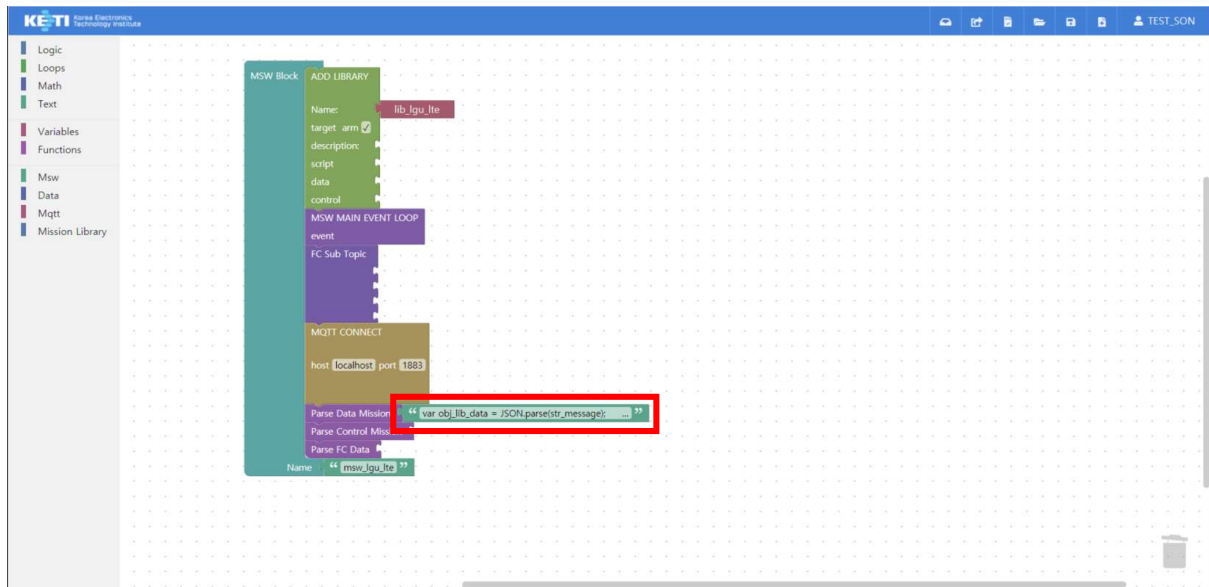 KETI Korea Electronics Technology Institute
TEST_SON
Logic
Loops
Math
Text
Variables
Functions
Msw
Data
Mqtt
Mission Library
MSW Block
ADD LIBRARY
Name: lib_lgu_lte
target arm
description:
script
data
control
MSW MAIN EVENT LOOP
event
FC Sub Topic
MQTT CONNECT
host localhost port 1883
Parse Data Mission “ var obj_lib_data = JSON.parse(str_message); ... ”
Parse Control Miss
Parse FC Data
Name “ msw_lgu_lte ”